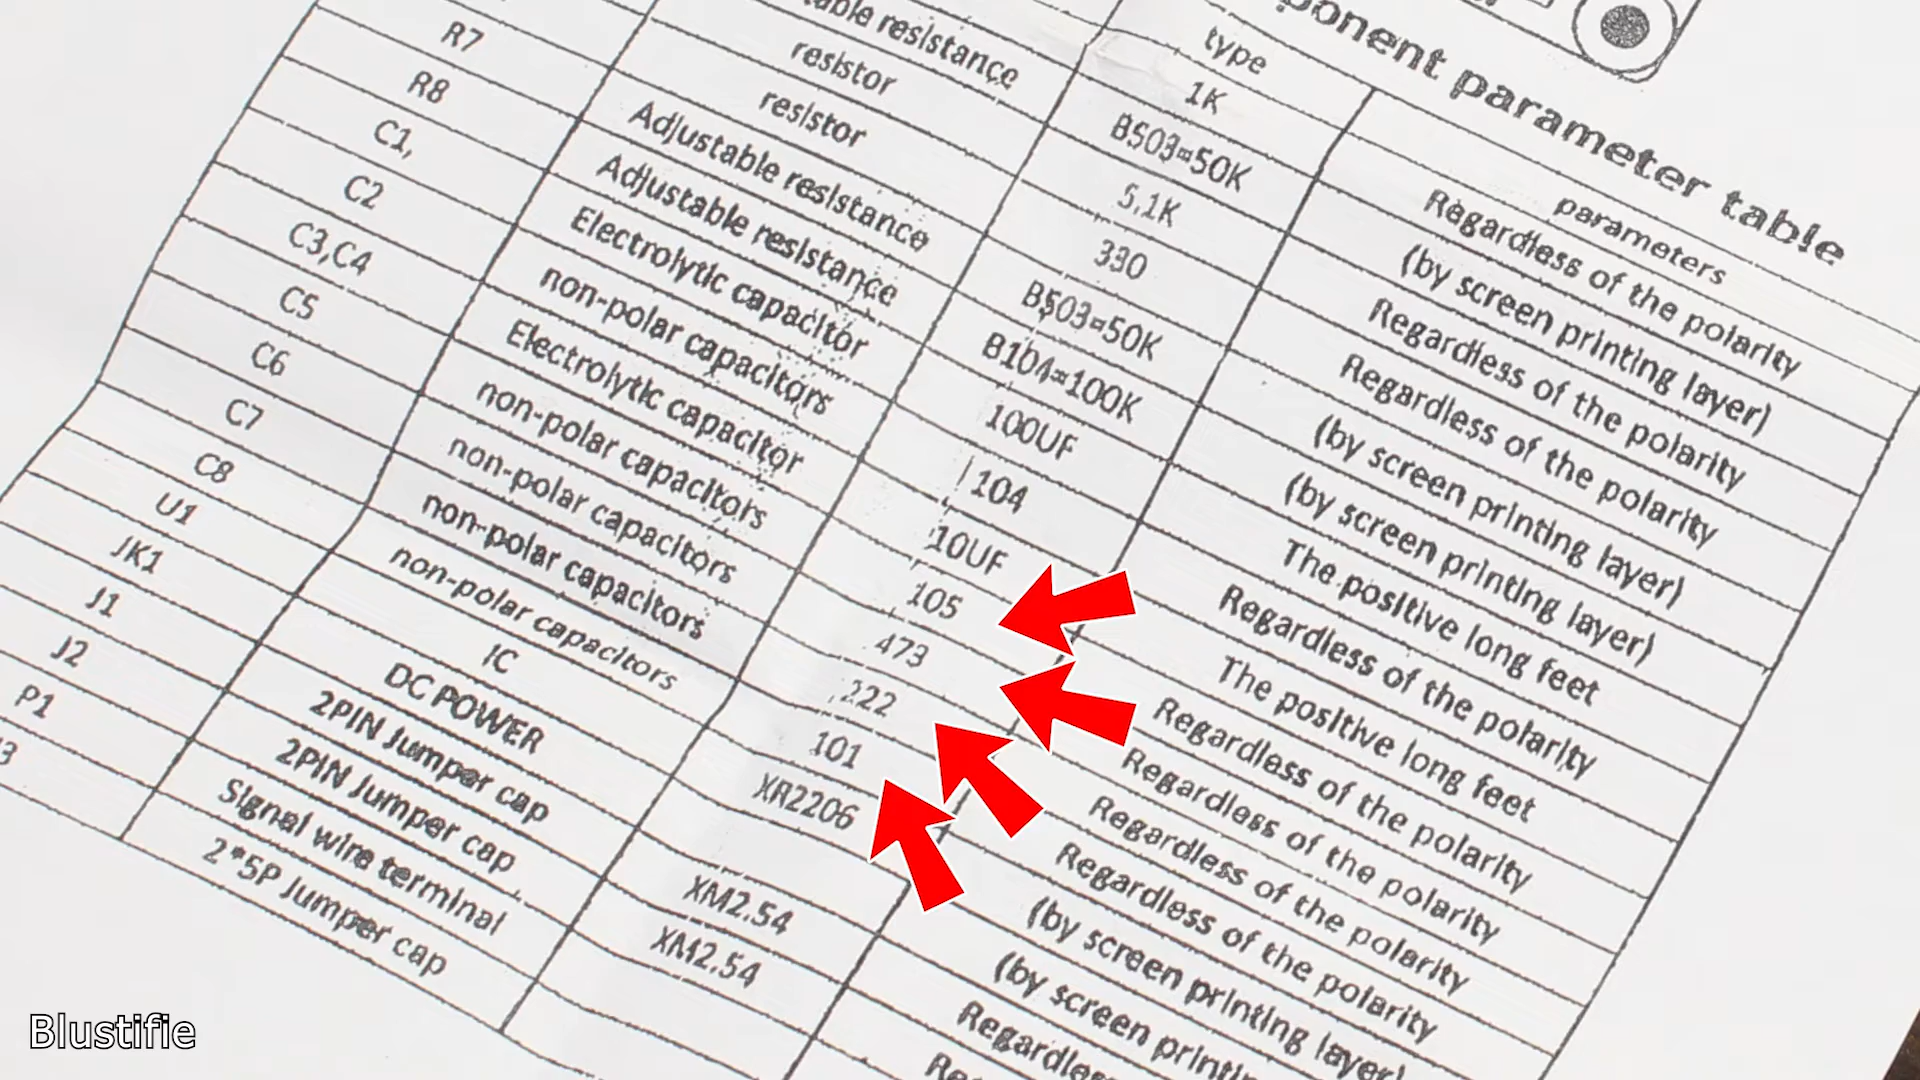 parameter table
type parameters
1K Regardless of the polarity
resistance B503=50K (by screen printing layer)
resistor 5.1K Regardless of the polarity
resistor 330 Regardless of the polarity
R7 Adjustable resistance B503=50K (by screen printing layer)
R8 Adjustable resistance B104=100K (by screen printing layer)
C1, Electrolytic capacitor 100UF The positive long feet
C2 non-polar capacitors 104 Regardless of the polarity
C3,C4 Electrolytic capacitor 10UF The positive long feet
C5 non-polar capacitors 105 Regardless of the polarity
C6 non-polar capacitors 473 Regardless of the polarity
C7 non-polar capacitors 222 Regardless of the polarity
C8 non-polar capacitors 101 Regardless of the polarity
U1 IC XR2206 (by screen printing layer)
JK1 DC POWER (by screen
J1 2PIN Jumper cap XM2.54
J2 2PIN Jumper cap XM2.54
P1 Signal wire terminal
2*5P Jumper cap
Blustifie